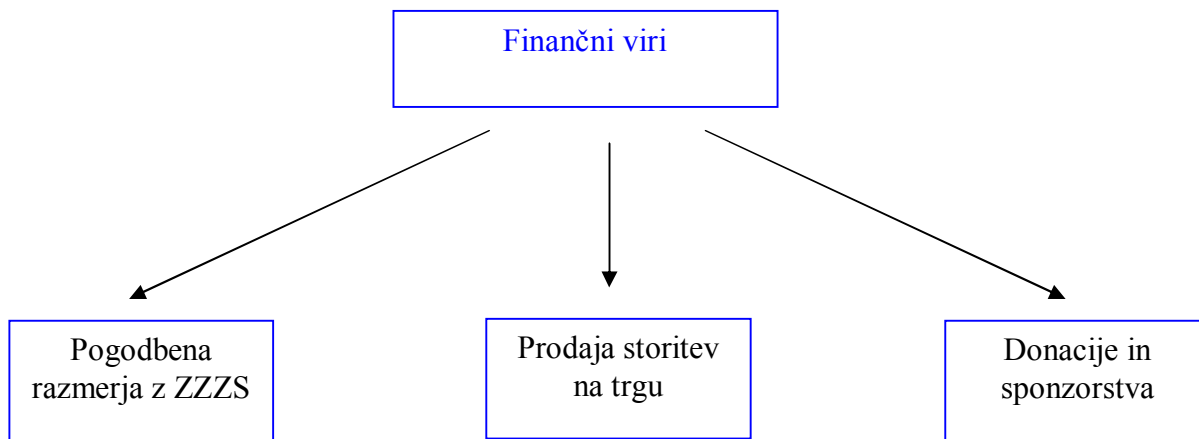 Finančni viri
Pogodbena
razmerja z ZZZS
Prodaja storitev
na trgu
Donacije in
sponzorstva